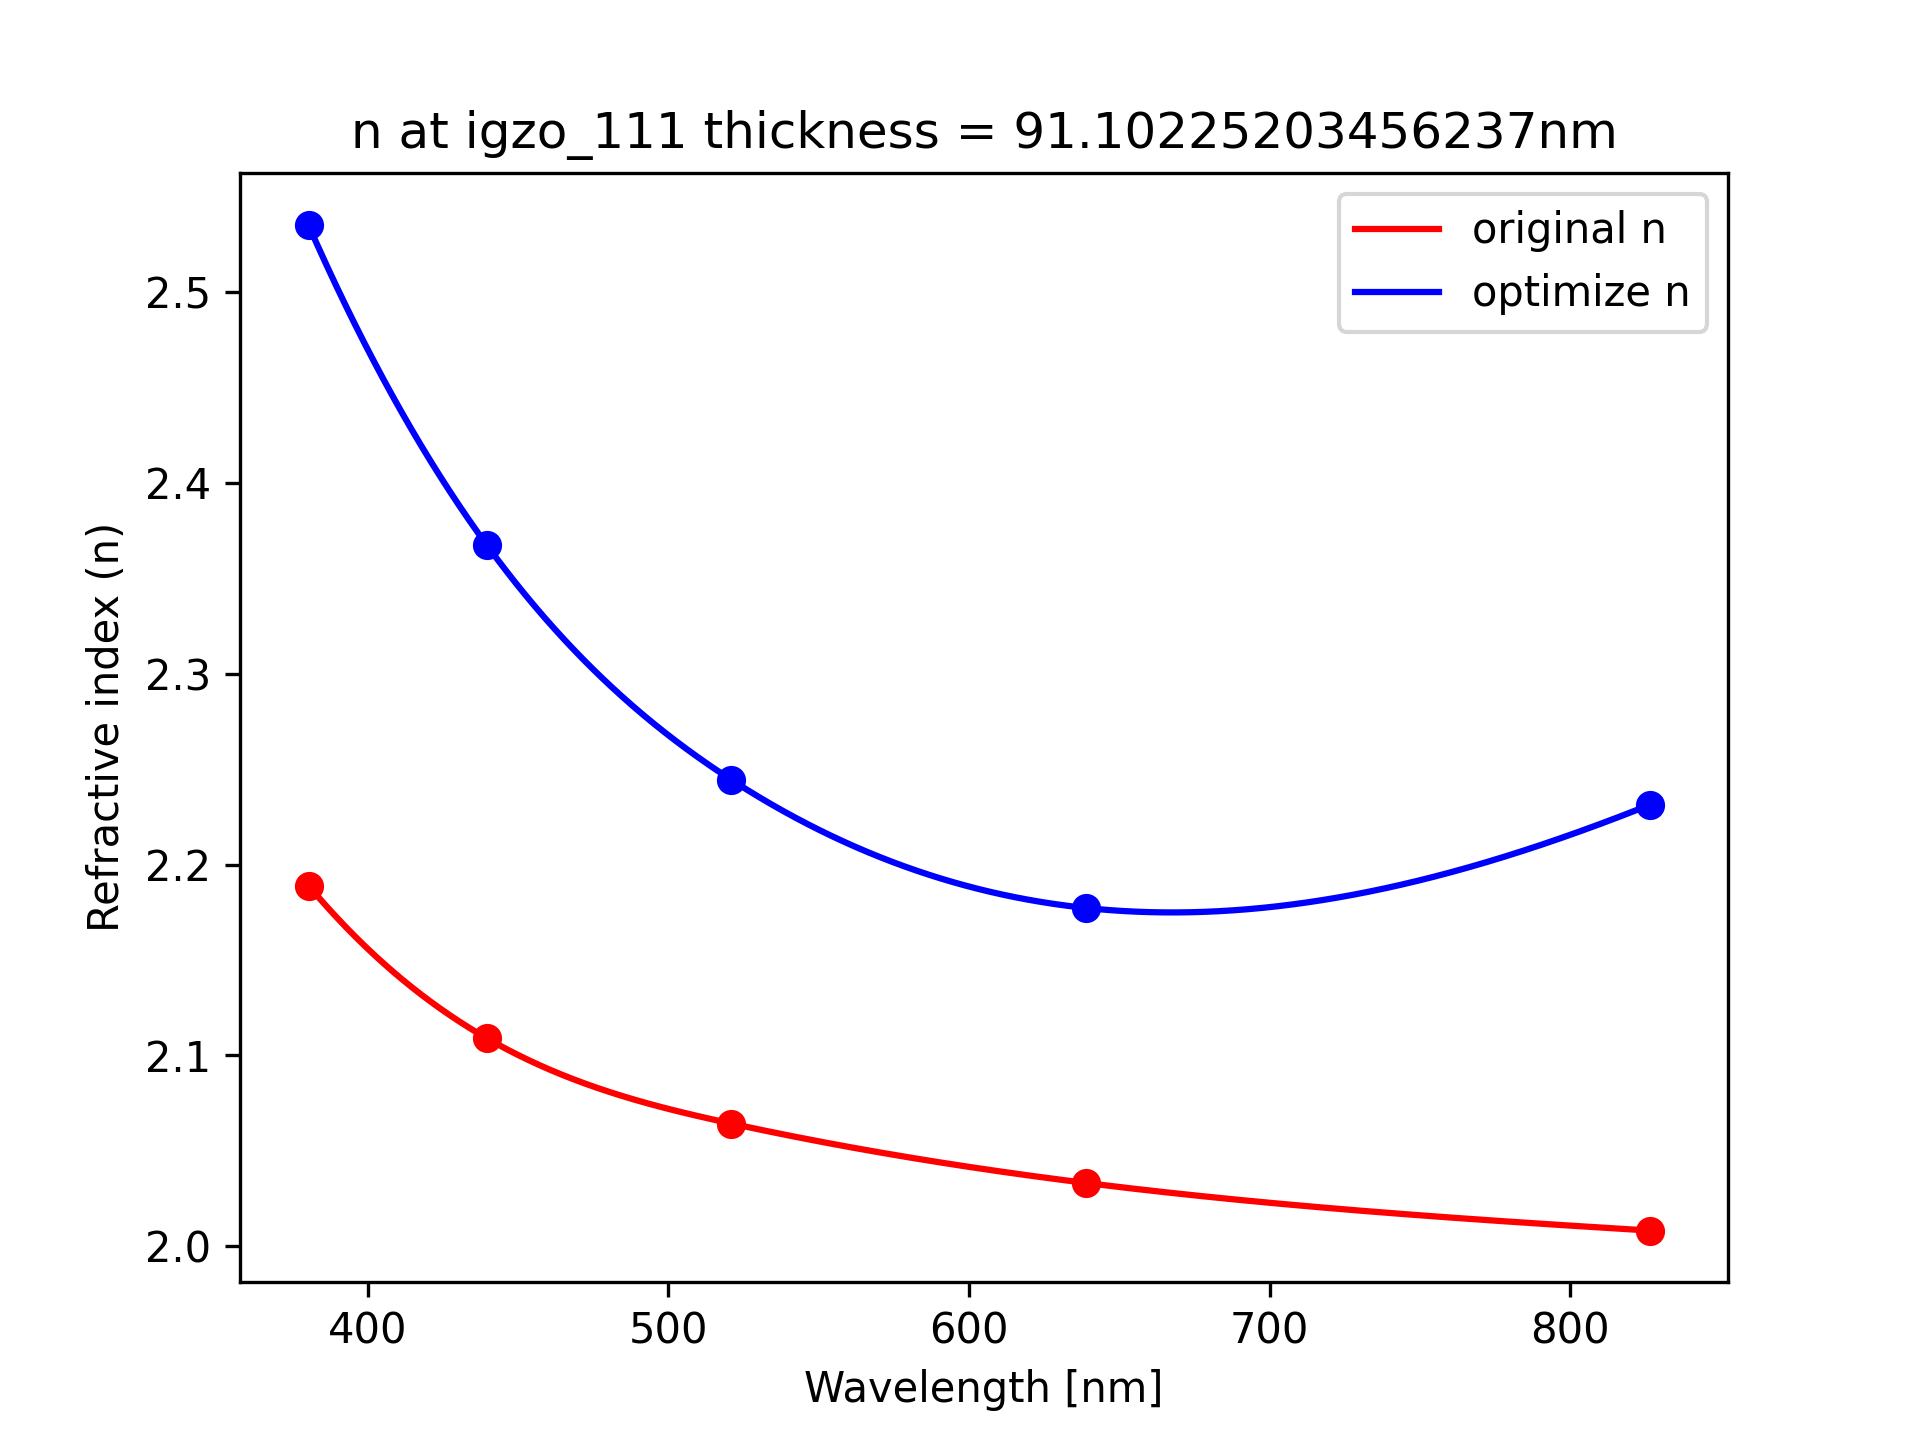 n at igzo_111 thickness = 91.10225203456237nm
original n
optimize n
2.5
2.4
2.3
2.2
2.1
2.0
Refractive index (n)
400 500 600 700 800
Wavelength [nm]